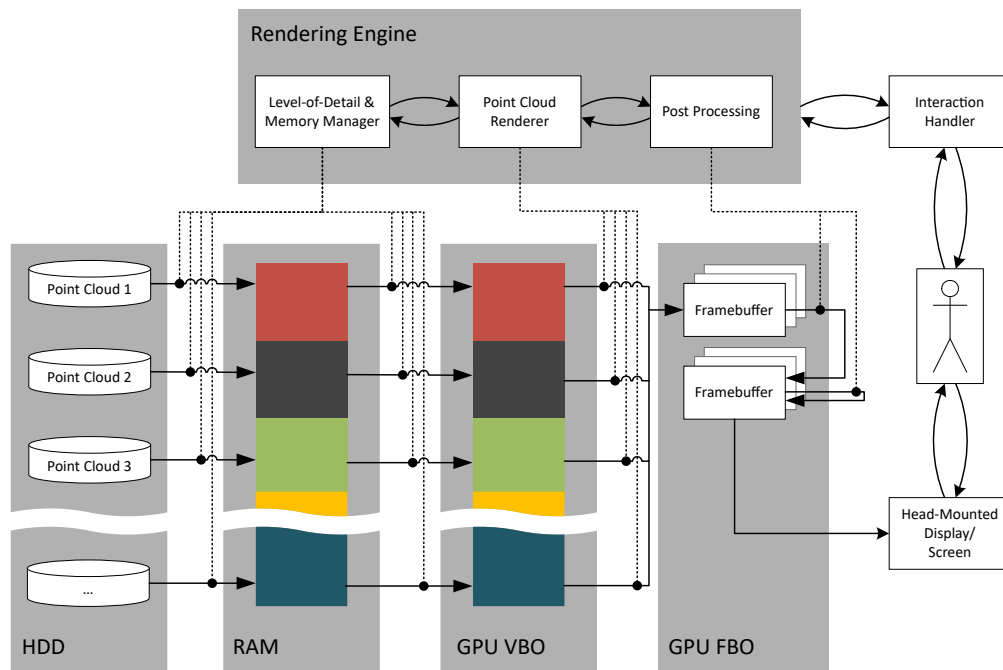 Rendering Engine
Level-of-Detail &
Memory Manager
Point Cloud
Renderer
Post Processing
Interaction
Handler
Point Cloud 1
Point Cloud 2
Point Cloud 3
...
Framebuffer
Framebuffer
Head-Mounted
Display/
Screen
HDD
RAM
GPU VBO
GPU FBO